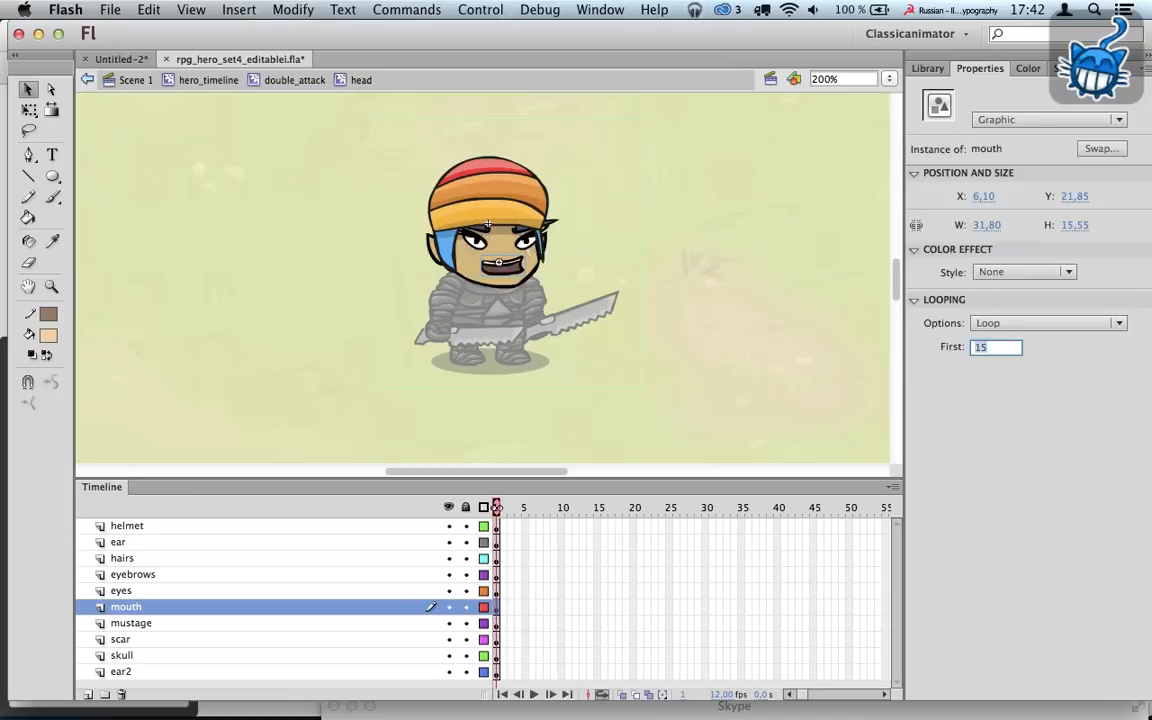 Flash File Edit View Insert Modify Text Commands Control Debug Window Help 3 100 % Russian – Il...ypography 17:42
Fl Classicanimator
Untitled-2* rpg_hero_set4_editablei.fla*
Library Properties Color
Scene 1 hero_timeline double_attack head 200%
Graphic
Instance of: mouth Swap...
POSITION AND SIZE
X: 6,10 Y: 21,85
W: 31,80 H: 15,55
COLOR EFFECT
Style: None
LOOPING
Options: Loop
First: 15
Timeline
5 10 15 20 25 30 35 40 45 50 55
helmet
ear
hairs
eyebrows
eyes
mouth
mustage
scar
skull
ear2
1 12,00 fps 0,0 s
Skype